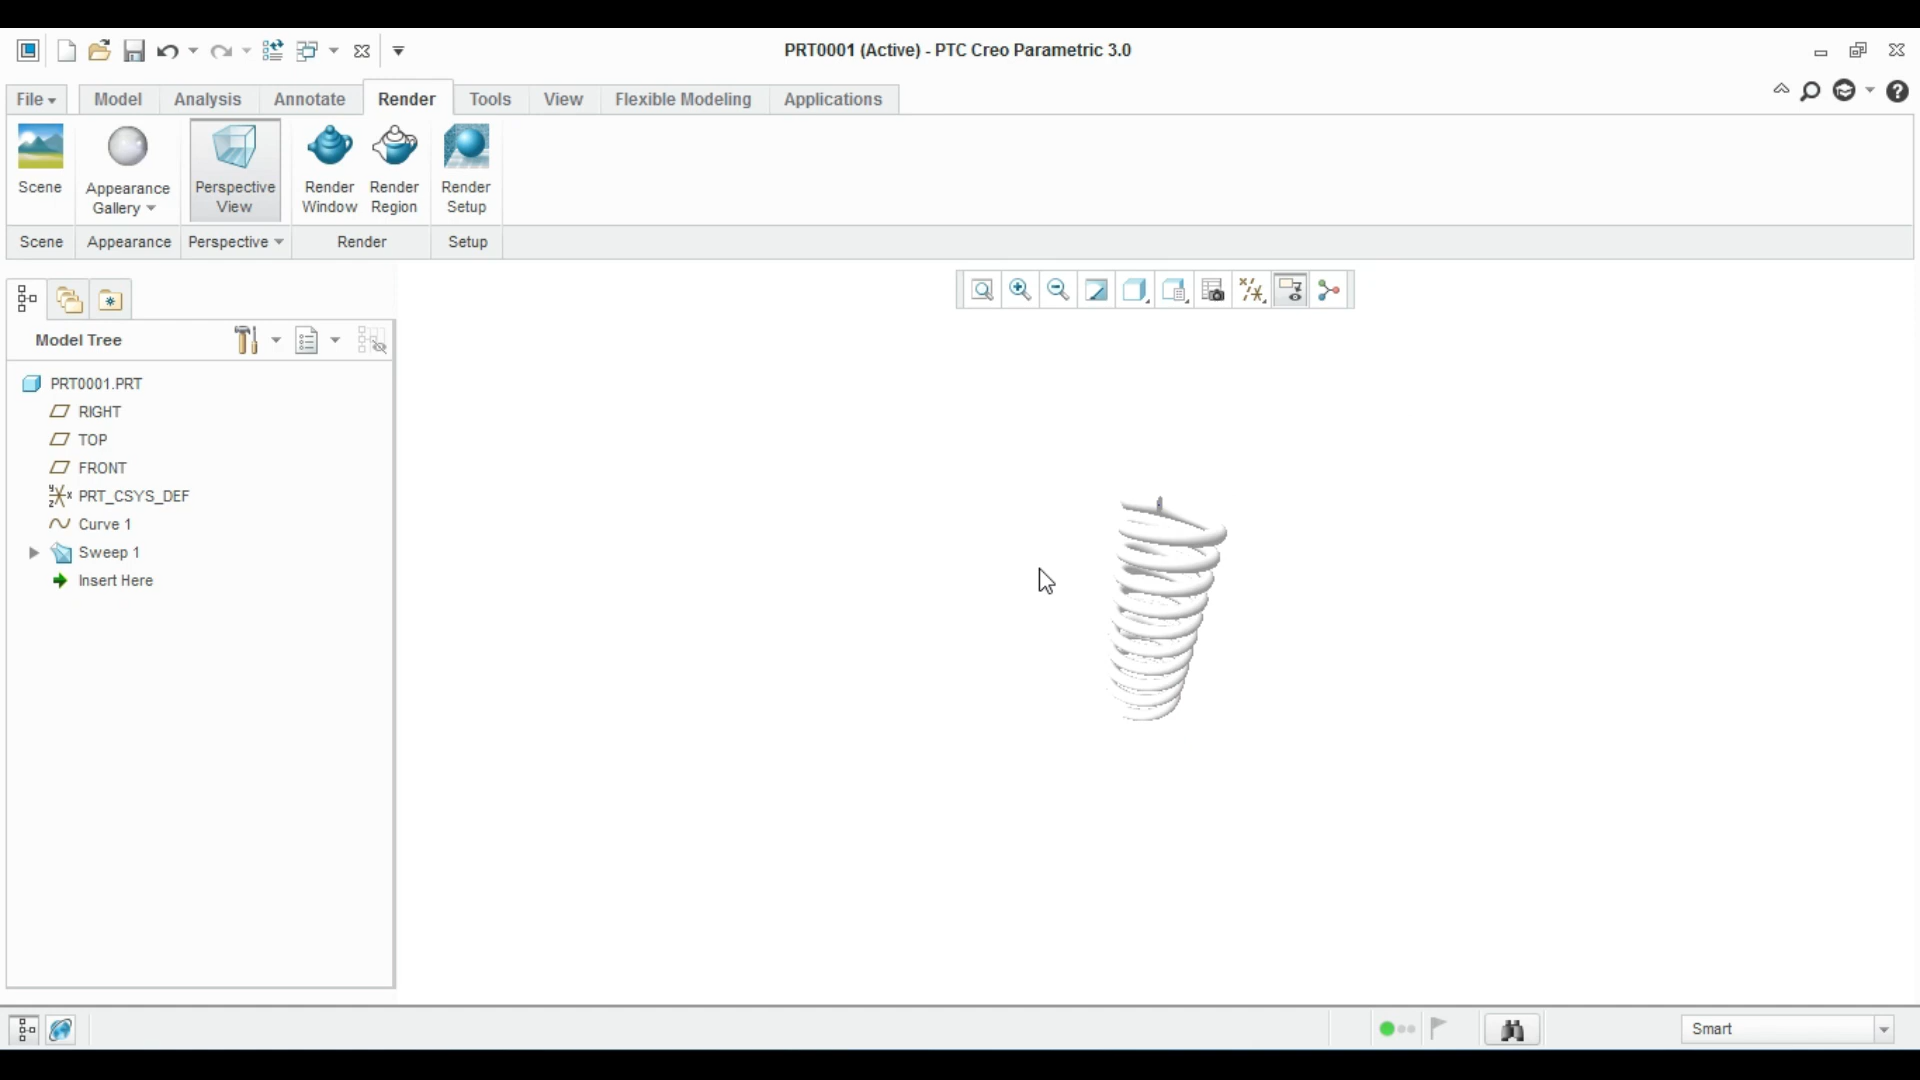 PRT0001 (Active) - PTC Creo Parametric 3.0
File Model Analysis Annotate Render Tools View Flexible Modeling Applications
Scene
Appearance
Gallery
Perspective
View
Render
Window
Render
Region
Render
Setup
Scene Appearance Perspective Render Setup
Model Tree
PRT0001.PRT
RIGHT
TOP
FRONT
PRT_CSYS_DEF
Curve 1
Sweep 1
Insert Here
Smart